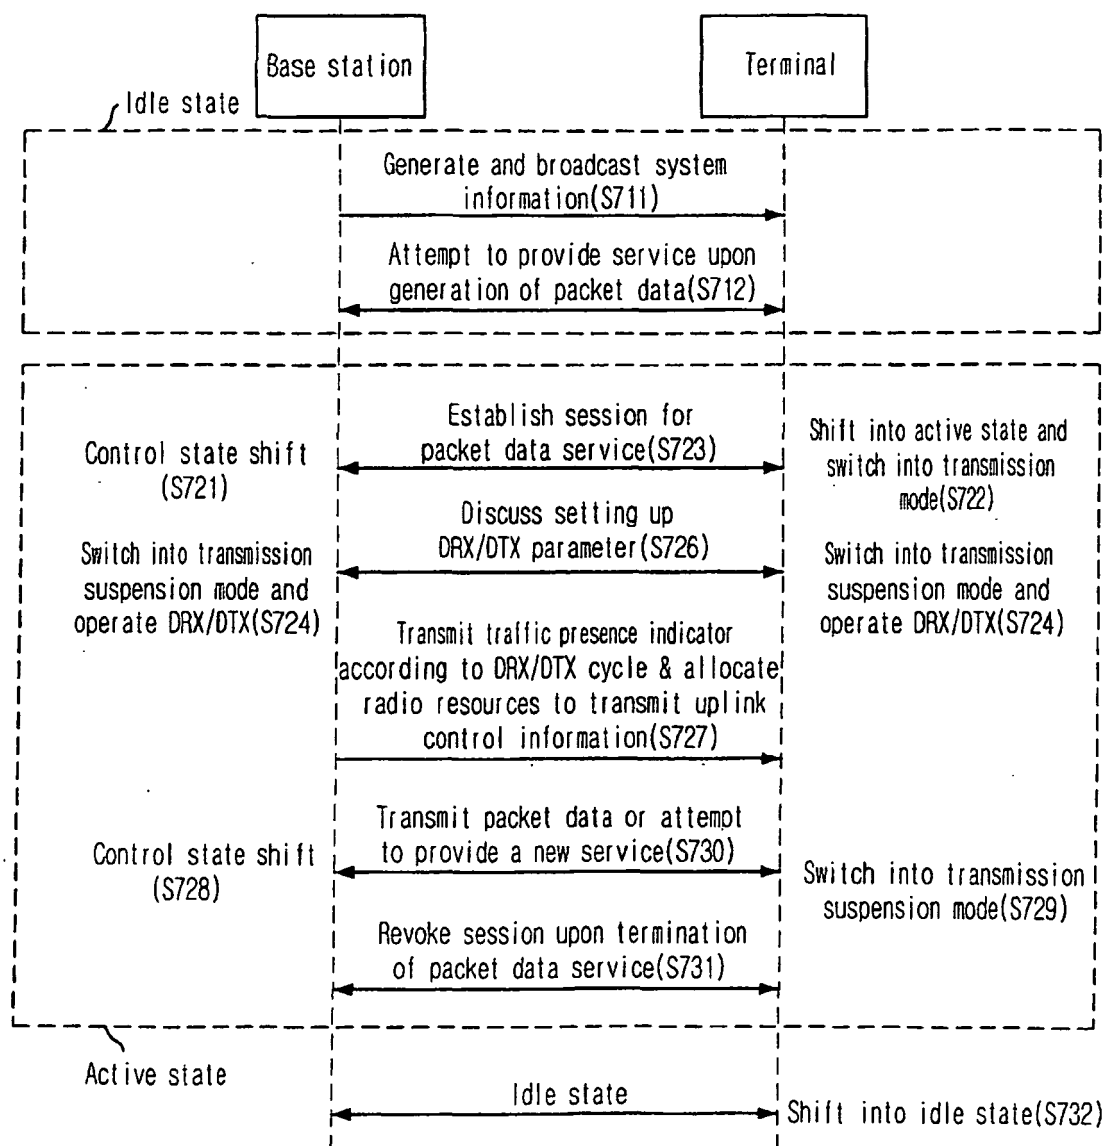 Base station
Terminal
Idle state
Generate and broadcast system
information(S711)
Attempt to provide service upon
generation of packet data(S712)
Establish session for
packet data service(S723)
Control state shift
(S721)
Shift into active state and
switch into transmission
mode(S722)
Discuss setting up
DRX/DTX parameter(S726)
Switch into transmission
suspension mode and
operate DRX/DTX(S724)
Switch into transmission
suspension mode and
operate DRX/DTX(S724)
Transmit traffic presence indicator
according to DRX/DTX cycle & allocate
radio resources to transmit uplink
control information(S727)
Transmit packet data or attempt
to provide a new service(S730)
Control state shift
(S728)
Switch into transmission
suspension mode(S729)
Revoke session upon termination
of packet data service(S731)
Active state
Idle state
Shift into idle state(S732)